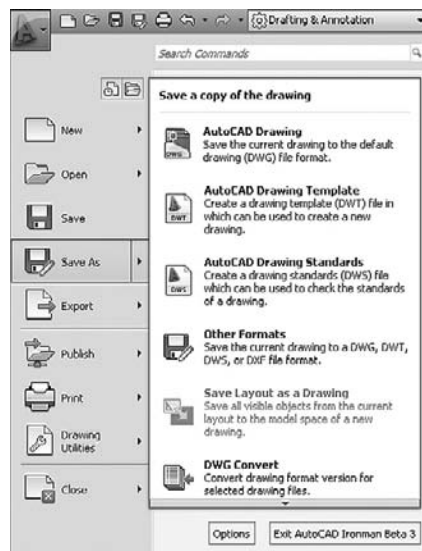 Drafting & Annotation
Search Commands
Save a copy of the drawing
New
Open
Save
Save As
Export
Publish
Print
Drawing
Utilities
Close
AutoCAD Drawing
Save the current drawing to the default
drawing (DWG) file format.
DWG
AutoCAD Drawing Template
Create a drawing template (DWT) file in
which can be used to create a new
drawing.
DWT
AutoCAD Drawing Standards
Create a drawing standards (DWS) file
which can be used to check the standards
of a drawing.
DWS
Other Formats
Save the current drawing to a DWG, DWT,
DWS, or DXF file format.
Save Layout as a Drawing
Save all visible objects from the current
layout to the model space of a new
drawing.
DWG Convert
Convert drawing format version for
selected drawing files.
Options
Exit AutoCAD Ironman Beta 3